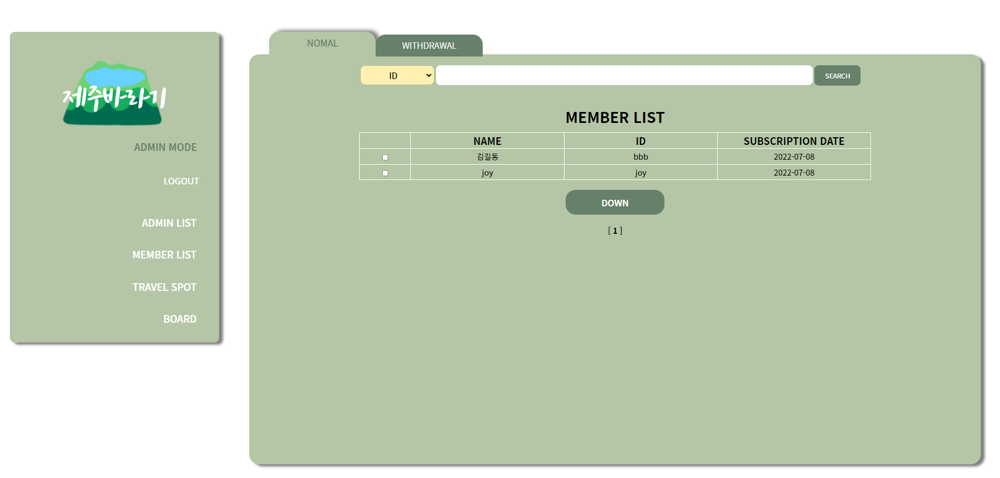 제주바라기
ADMIN MODE
LOGOUT
ADMIN LIST
MEMBER LIST
TRAVEL SPOT
BOARD
NOMAL WITHDRAWAL
ID SEARCH
MEMBER LIST
NAME ID SUBSCRIPTION DATE
김길동 bbb 2022-07-08
joy joy 2022-07-08
DOWN
[ 1 ]